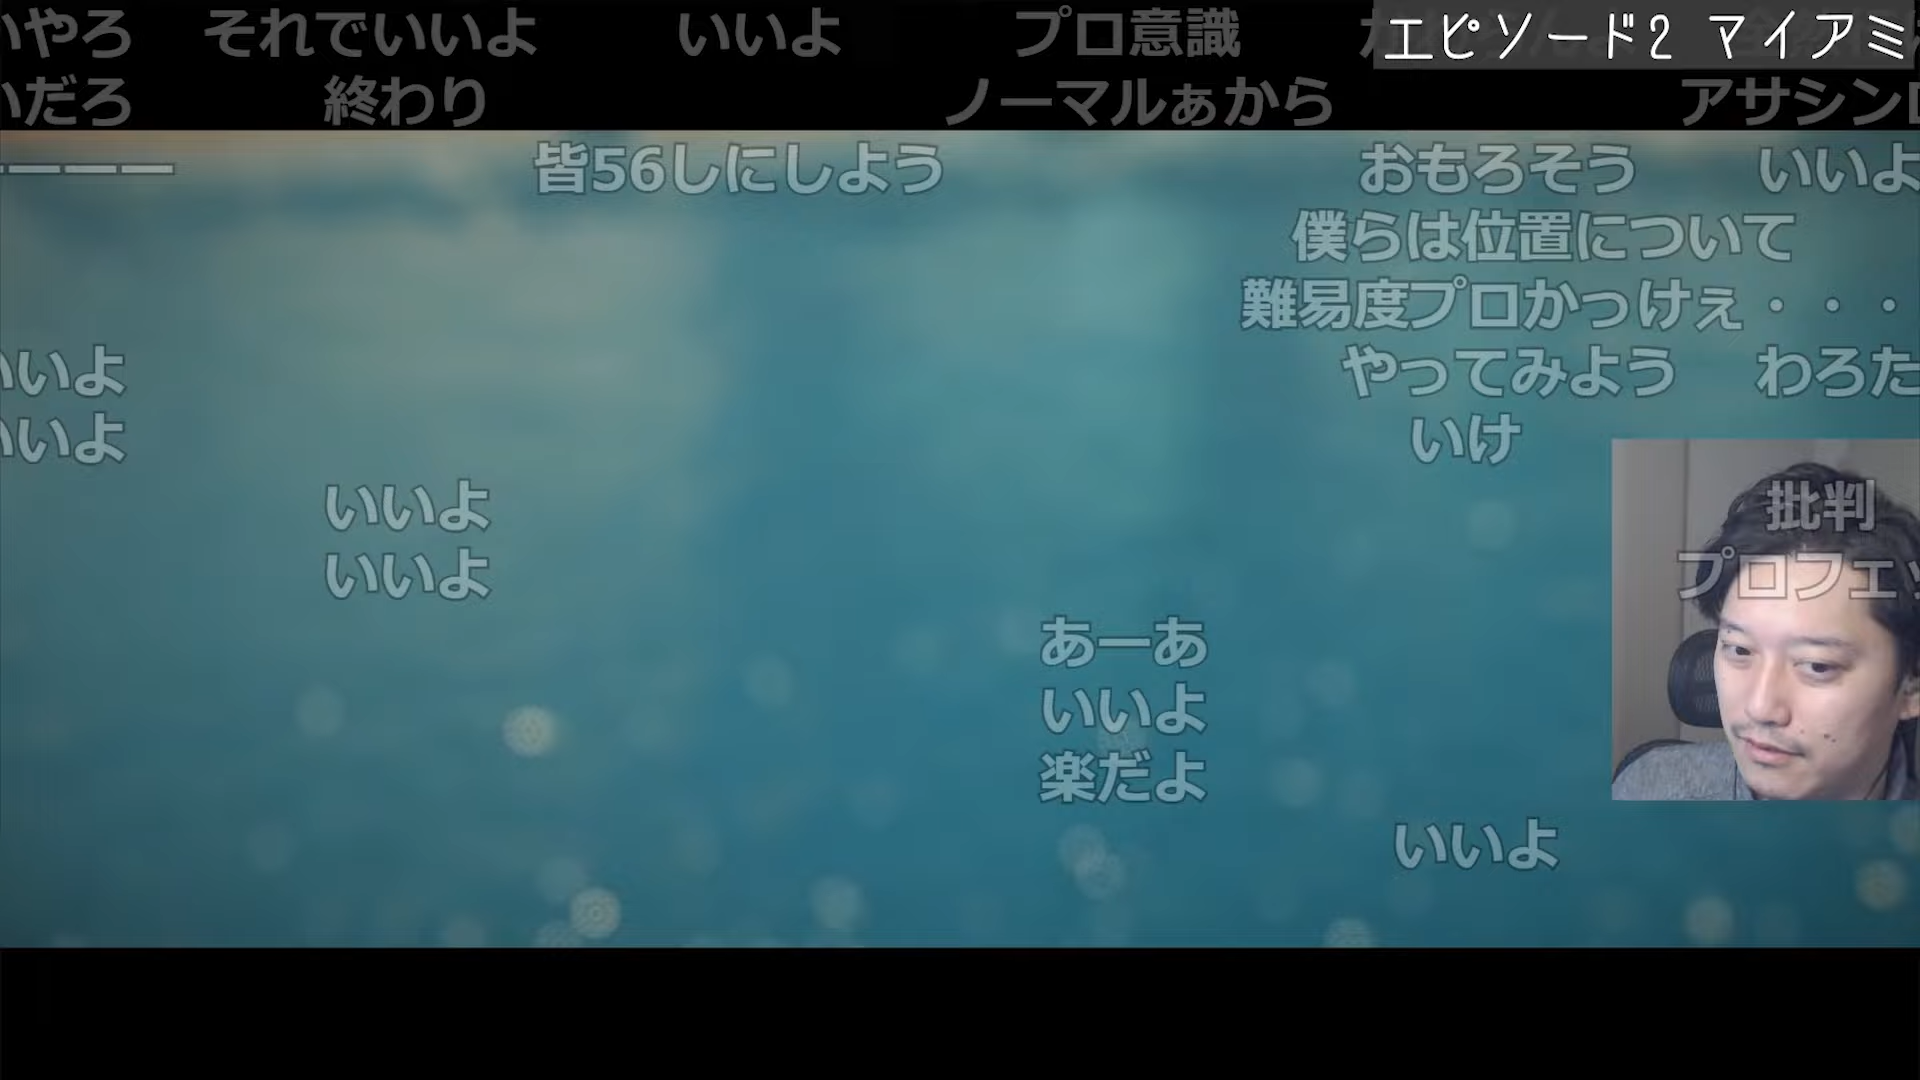 いやろ それでいいよ いいよ プロ意識 エピソード2 マイアミ
いだろ 終わり ノーマルぁから アサシン
ーーーー 皆56しにしよう おもろそう いいよ
僕らは位置について
難易度プロかっけぇ・・・
いいよ やってみよう わろた
いいよ いけ
いいよ 批判
いいよ プロフェッ
あーあ
いいよ
楽だよ
いいよ